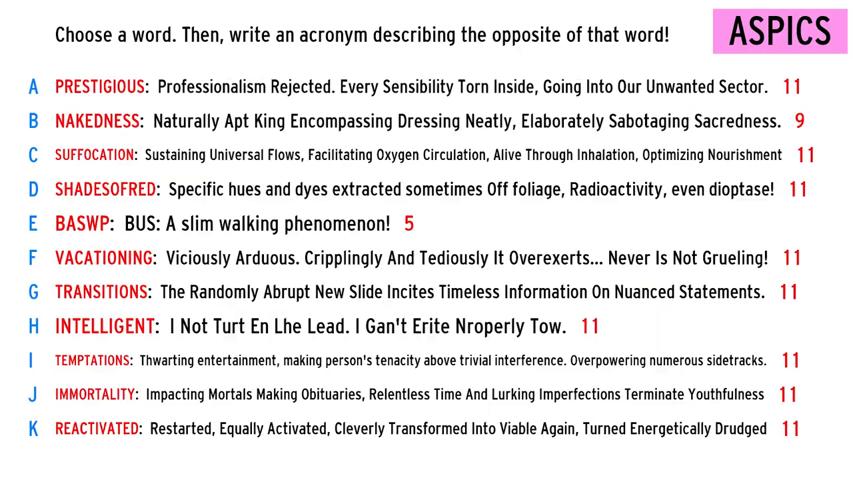 Choose a word. Then, write an acronym describing the opposite of that word!
ASPICS
A PRESTIGIOUS: Professionalism Rejected. Every Sensibility Torn Inside, Going Into Our Unwanted Sector. 11
B NAKEDNESS: Naturally Apt King Encompassing Dressing Neatly, Elaborately Sabotaging Sacredness. 9
C SUFFOCATION: Sustaining Universal Flows, Facilitating Oxygen Circulation, Alive Through Inhalation, Optimizing Nourishment 11
D SHADESOFRED: Specific hues and dyes extracted sometimes Off foliage, Radioactivity, even dioptase! 11
E BASWP: BUS: A slim walking phenomenon! 5
F VACATIONING: Viciously Arduous. Cripplingly And Tediously It Overexerts... Never Is Not Grueling! 11
G TRANSITIONS: The Randomly Abrupt New Slide Incites Timeless Information On Nuanced Statements. 11
H INTELLIGENT: I Not Turt En Lhe Lead. I Gan't Erite Nroperly Tow. 11
I TEMPTATIONS: Thwarting entertainment, making person's tenacity above trivial interference. Overpowering numerous sidetracks. 11
J IMMORTALITY: Impacting Mortals Making Obituaries, Relentless Time And Lurking Imperfections Terminate Youthfulness 11
K REACTIVATED: Restarted, Equally Activated, Cleverly Transformed Into Viable Again, Turned Energetically Drudged 11